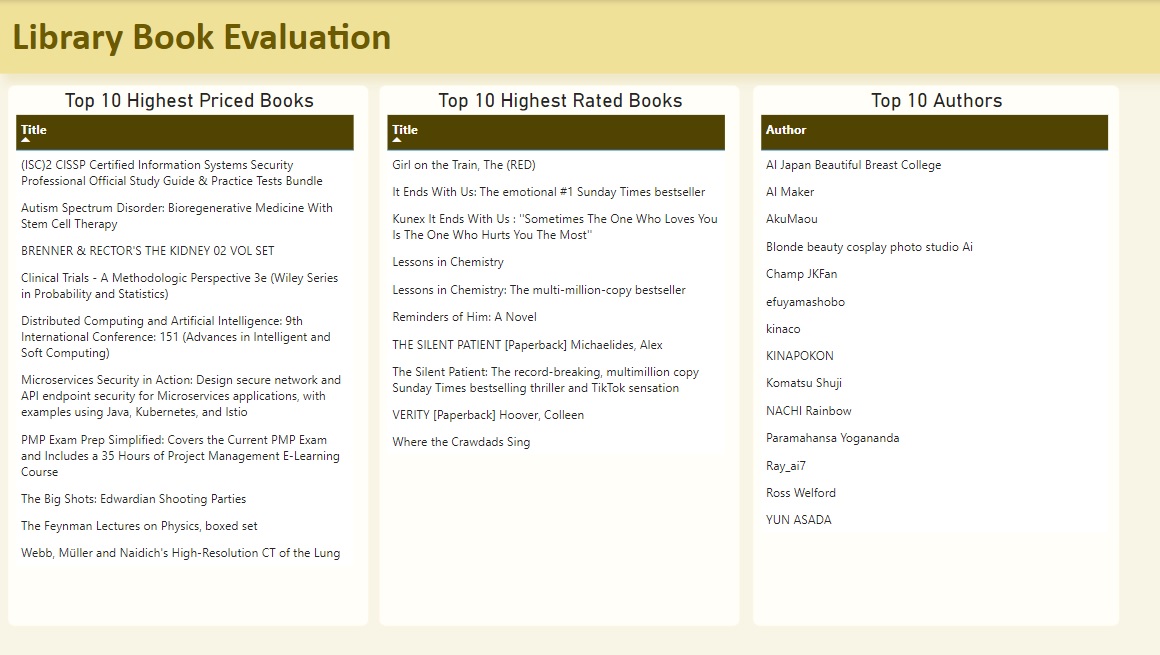 Library Book Evaluation
Top 10 Highest Priced Books
Title
(ISC)2 CISSP Certified Information Systems Security
Professional Official Study Guide & Practice Tests Bundle
Autism Spectrum Disorder: Bioregenerative Medicine With
Stem Cell Therapy
BRENNER & RECTOR'S THE KIDNEY 02 VOL SET
Clinical Trials - A Methodologic Perspective 3e (Wiley Series
in Probability and Statistics)
Distributed Computing and Artificial Intelligence: 9th
International Conference: 151 (Advances in Intelligent and
Soft Computing)
Microservices Security in Action: Design secure network and
API endpoint security for Microservices applications, with
examples using Java, Kubernetes, and Istio
PMP Exam Prep Simplified: Covers the Current PMP Exam
and Includes a 35 Hours of Project Management E-Learning
Course
The Big Shots: Edwardian Shooting Parties
The Feynman Lectures on Physics, boxed set
Webb, Müller and Naidich's High-Resolution CT of the Lung
Top 10 Highest Rated Books
Title
Girl on the Train, The (RED)
It Ends With Us: The emotional #1 Sunday Times bestseller
Kunex It Ends With Us : ''Sometimes The One Who Loves You
Is The One Who Hurts You The Most''
Lessons in Chemistry
Lessons in Chemistry: The multi-million-copy bestseller
Reminders of Him: A Novel
THE SILENT PATIENT [Paperback] Michaelides, Alex
The Silent Patient: The record-breaking, multimillion copy
Sunday Times bestselling thriller and TikTok sensation
VERITY [Paperback] Hoover, Colleen
Where the Crawdads Sing
Top 10 Authors
Author
AI Japan Beautiful Breast College
AI Maker
AkuMaou
Blonde beauty cosplay photo studio Ai
Champ JKFan
efuyamashobo
kinaco
KINAPOKON
Komatsu Shuji
NACHI Rainbow
Paramahansa Yogananda
Ray_ai7
Ross Welford
YUN ASADA